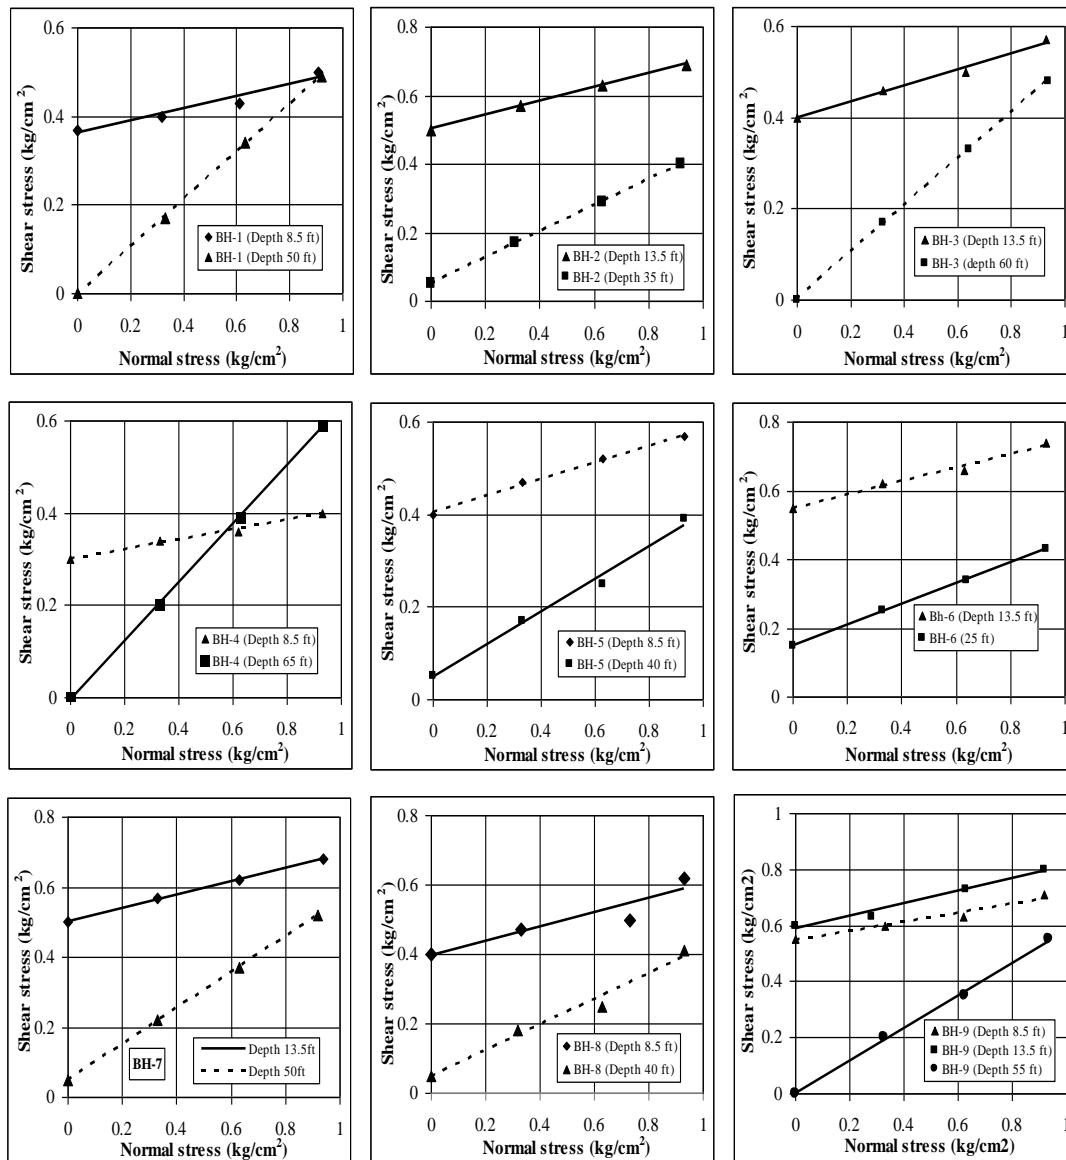 0.6
0.4
0.2
0
0 0.2 0.4 0.6 0.8 1
Shear stress (kg/cm²)
Normal stress (kg/cm²)
BH-1 (Depth 8.5 ft)
BH-1 (Depth 50 ft)
0.8
0.6
0.4
0.2
0
0 0.2 0.4 0.6 0.8 1
Shear stress (kg/cm²)
Normal stress (kg/cm²)
BH-2 (Depth 13.5 ft)
BH-2 (Depth 35 ft)
0.6
0.4
0.2
0
0 0.2 0.4 0.6 0.8 1
Shear stress (kg/cm²)
Normal stress (kg/cm²)
BH-3 (Depth 13.5 ft)
BH-3 (depth 60 ft)
0.6
0.4
0.2
0
0 0.2 0.4 0.6 0.8 1
Shear stress (kg/cm²)
Normal stress (kg/cm²)
BH-4 (Depth 8.5 ft)
BH-4 (Depth 65 ft)
0.6
0.4
0.2
0
0 0.2 0.4 0.6 0.8 1
Shear stress (kg/cm²)
Normal stress (kg/cm²)
BH-5 (Depth 8.5 ft)
BH-5 (Depth 40 ft)
0.8
0.6
0.4
0.2
0
0 0.2 0.4 0.6 0.8 1
Shear stress (kg/cm²)
Normal stress (kg/cm²)
Bh-6 (Depth 13.5 ft)
BH-6 (25 ft)
0.8
0.6
0.4
0.2
0
0 0.2 0.4 0.6 0.8 1
Shear stress (kg/cm²)
Normal stress (kg/cm²)
BH-7
Depth 13.5ft
Depth 50ft
0.8
0.6
0.4
0.2
0
0 0.2 0.4 0.6 0.8 1
Shear stress (kg/cm²)
Normal stress (kg/cm²)
BH-8 (Depth 8.5 ft)
BH-8 (Depth 40 ft)
1
0.8
0.6
0.4
0.2
0
0 0.2 0.4 0.6 0.8 1
Shear stress (kg/cm2)
Normal stress (kg/cm2)
BH-9 (Depth 8.5 ft)
BH-9 (Depth 13.5 ft)
BH-9 (Depth 55 ft)